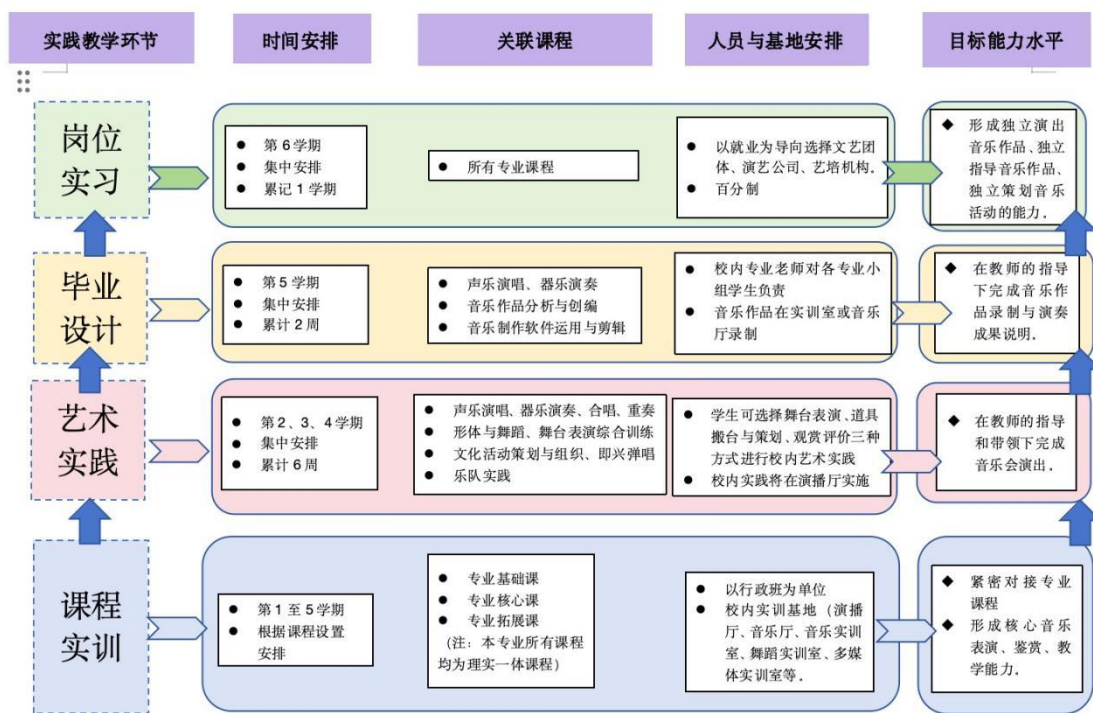 实践教学环节
时间安排
关联课程
人员与基地安排
目标能力水平
岗位
实习
● 第 6 学期
● 集中安排
● 累记 1 学期
● 所有专业课程
● 以就业为导向选择文艺团
体、演艺公司、艺培机构。
● 百分制
◆ 形成独立演出
音乐作品、独立
指导音乐作品、
独立策划音乐
活动的能力.
毕业
设计
● 第 5 学期
● 集中安排
● 累计 2 周
● 声乐演唱、器乐演奏
● 音乐作品分析与创编
● 音乐制作软件运用与剪辑
● 校内专业老师对各专业小
组学生负责
● 音乐作品在实训室或音乐
厅录制
◆ 在教师的指导
下完成音乐作
品录制与演奏
成果说明.
艺术
实践
● 第 2、3、4 学期
● 集中安排
● 累计 6 周
● 声乐演唱、器乐演奏、合唱、重奏
● 形体与舞蹈、舞台表演综合训练
● 文化活动策划与组织、即兴弹唱
● 乐队实践
● 学生可选择舞台表演、道具
搬台与策划、观赏评价三种
方式进行校内艺术实践
● 校内实践将在演播厅实施
◆ 在教师的指导
和带领下完成
音乐会演出.
课程
实训
● 第 1 至 5 学期
● 根据课程设置
安排
● 专业基础课
● 专业核心课
● 专业拓展课
(注：本专业所有课程
均为理实一体课程)
● 以行政班为单位
● 校内实训基地（演播
厅、音乐厅、音乐实训
室、舞蹈实训室、多媒
体实训室等.
◆ 紧密对接专业
课程
◆ 形成核心音乐
表演、鉴赏、教
学能力.